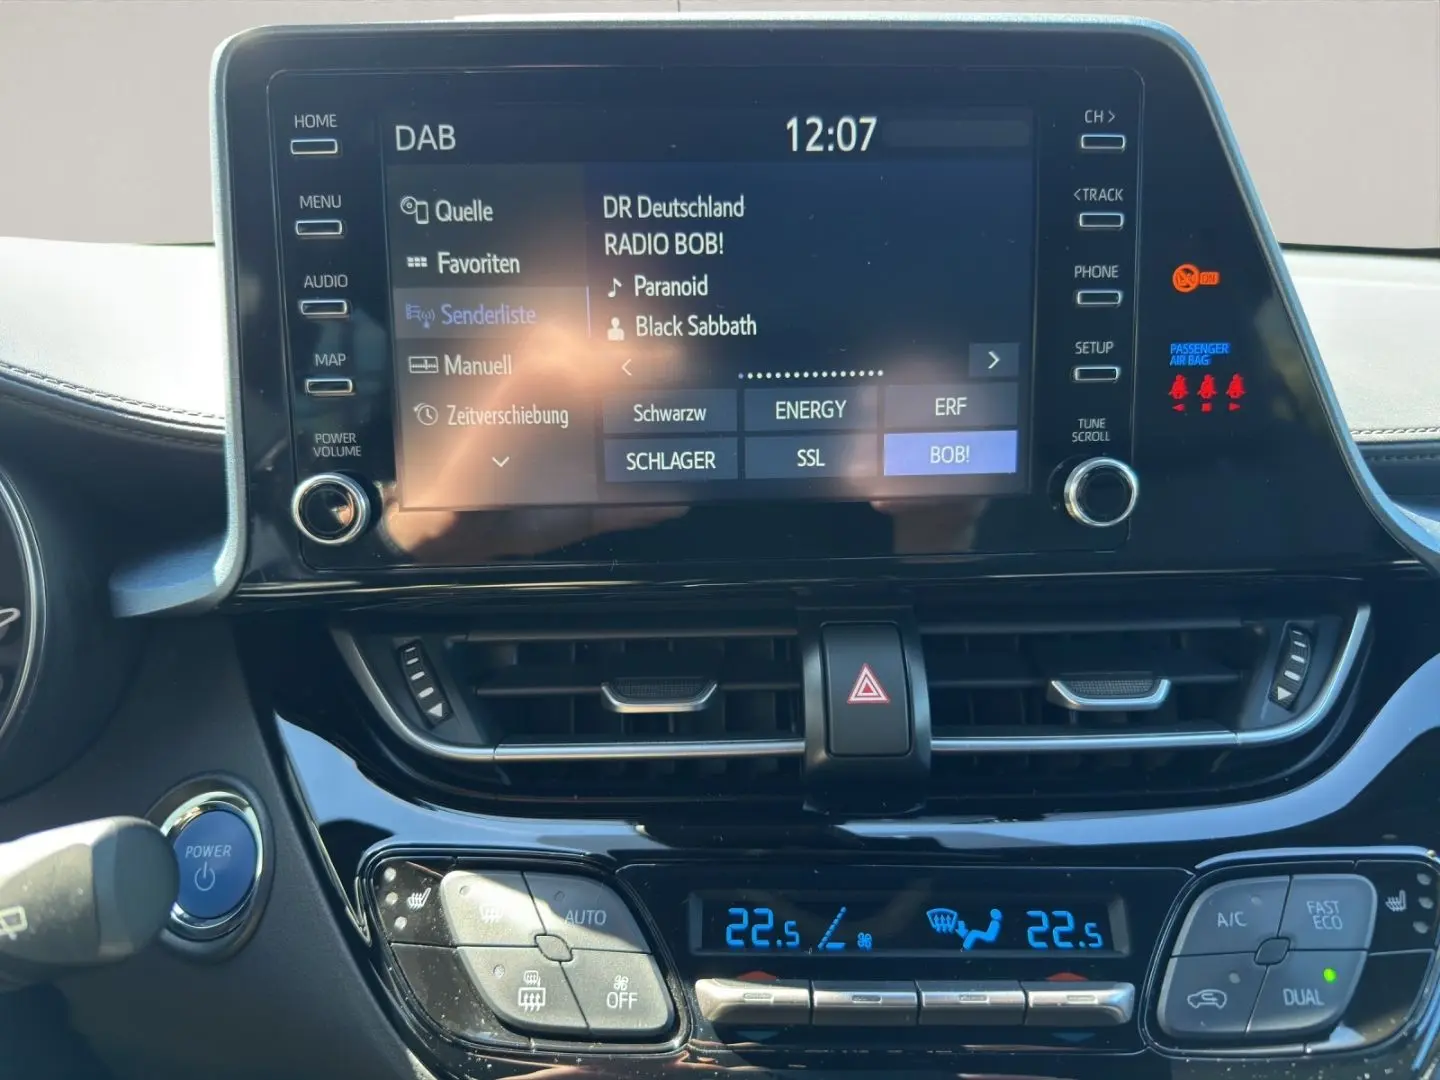 HOME
MENU
AUDIO
MAP
POWER
VOLUME
DAB
12:07
Quelle
Favoriten
Senderliste
Manuell
Zeitverschiebung
DR Deutschland
RADIO BOB!
Paranoid
Black Sabbath
Schwarzw
ENERGY
ERF
SCHLAGER
SSL
BOB!
CH >
< TRACK
PHONE
SETUP
TUNE
SCROLL
ON
PASSENGER
AIR BAG
POWER
AUTO
OFF
22.5
22.5
A/C
FAST
ECO
DUAL